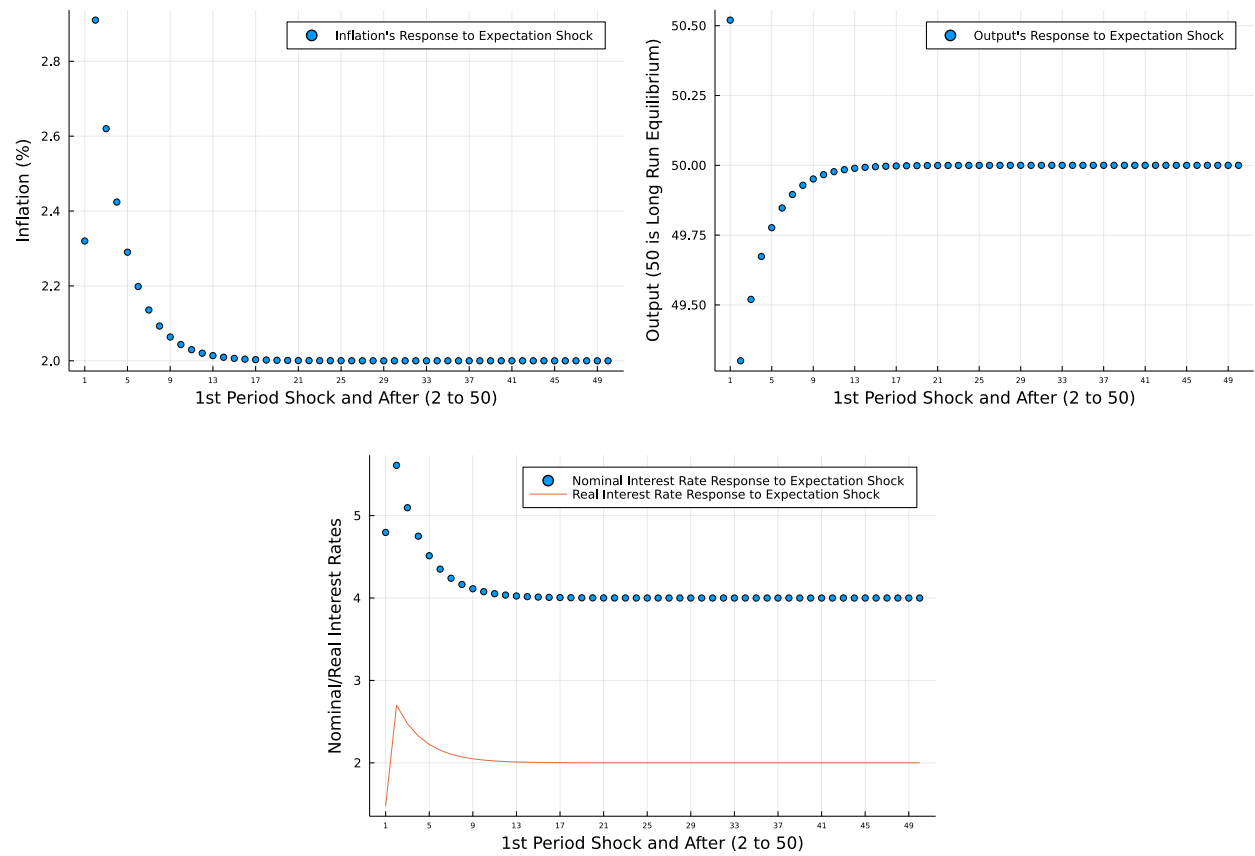 Inflation's Response to Expectation Shock
Inflation (%)
2.8
2.6
2.4
2.2
2.0
1 5 9 13 17 21 25 29 33 37 41 45 49
1st Period Shock and After (2 to 50)
Output's Response to Expectation Shock
Output (50 is Long Run Equilibrium)
50.50
50.25
50.00
49.75
49.50
1 5 9 13 17 21 25 29 33 37 41 45 49
1st Period Shock and After (2 to 50)
Nominal Interest Rate Response to Expectation Shock
Real Interest Rate Response to Expectation Shock
Nominal/Real Interest Rates
5
4
3
2
1 5 9 13 17 21 25 29 33 37 41 45 49
1st Period Shock and After (2 to 50)